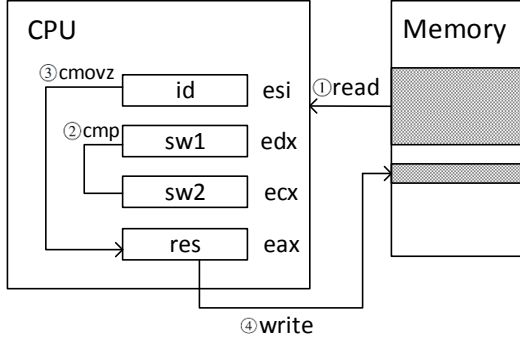 CPU
Memory
③cmovz
id
esi
①read
②cmp
sw1
edx
sw2
ecx
res
eax
④write